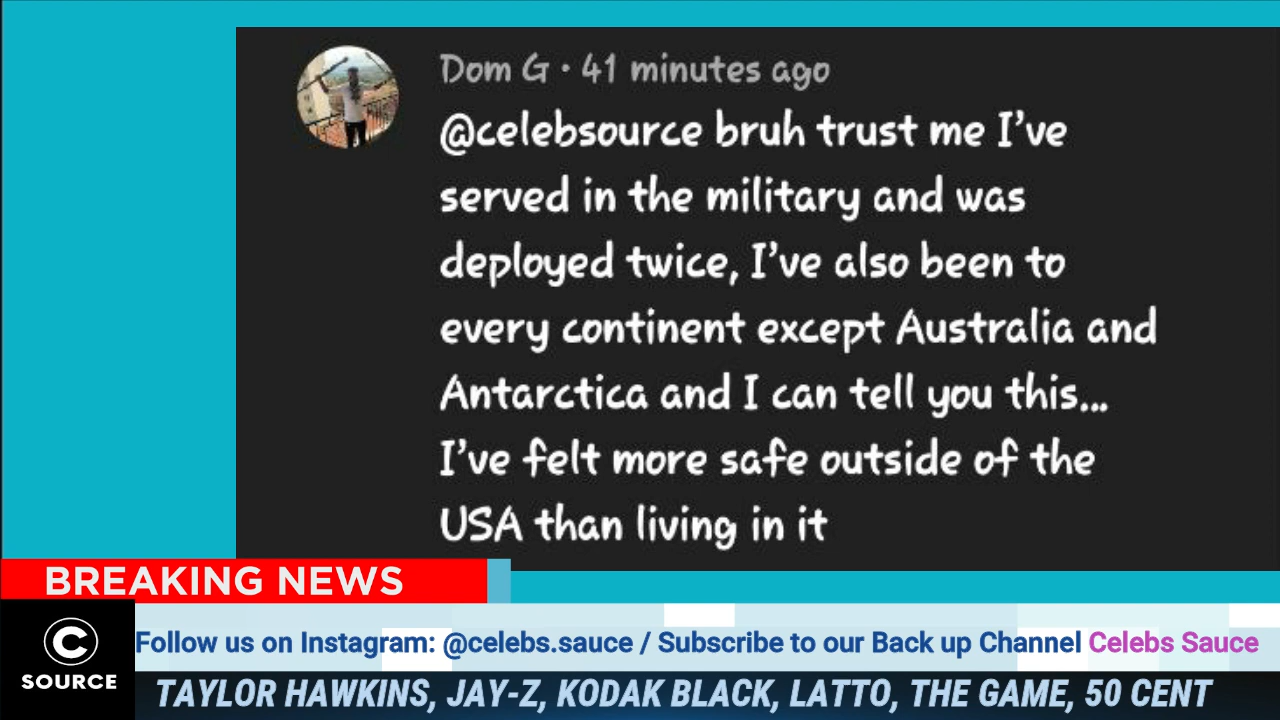 Dom G • 41 minutes ago
@celebsource bruh trust me I've
served in the military and was
deployed twice, I've also been to
every continent except Australia and
Antarctica and I can tell you this...
I've felt more safe outside of the
USA than living in it
BREAKING NEWS
C
SOURCE
Follow us on Instagram: @celebs.sauce / Subscribe to our Back up Channel Celebs Sauce
TAYLOR HAWKINS, JAY-Z, KODAK BLACK, LATTO, THE GAME, 50 CENT